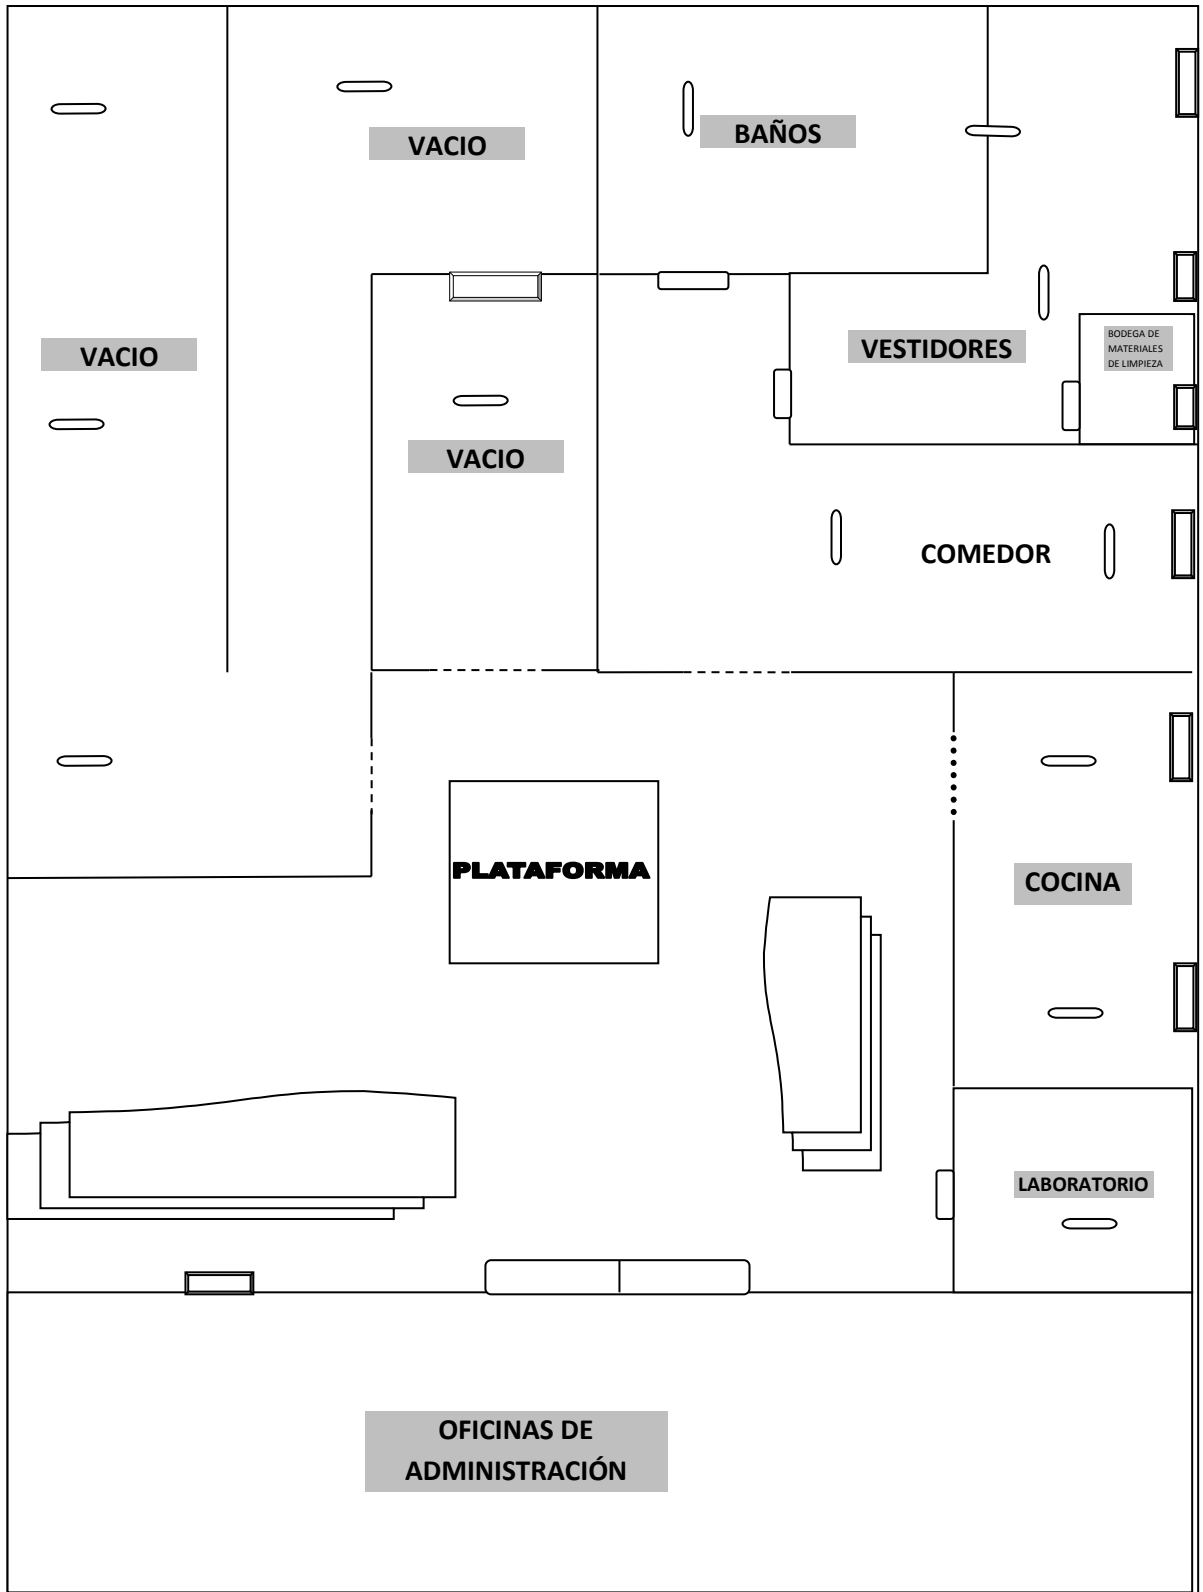 VACIO
BAÑOS
VACIO
VESTIDORES
BODEGA DE
MATERIALES
DE LIMPIEZA
VACIO
COMEDOR
PLATAFORMA
COCINA
LABORATORIO
OFICINAS DE
ADMINISTRACIÓN